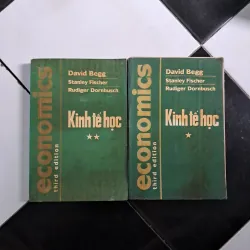 economics
third edition
David Begg
Stanley Fischer
Rudiger Dornbusch
Kinh tế học
**
economics
third edition
David Begg
Stanley Fischer
Rudiger Dornbusch
Kinh tế học
*